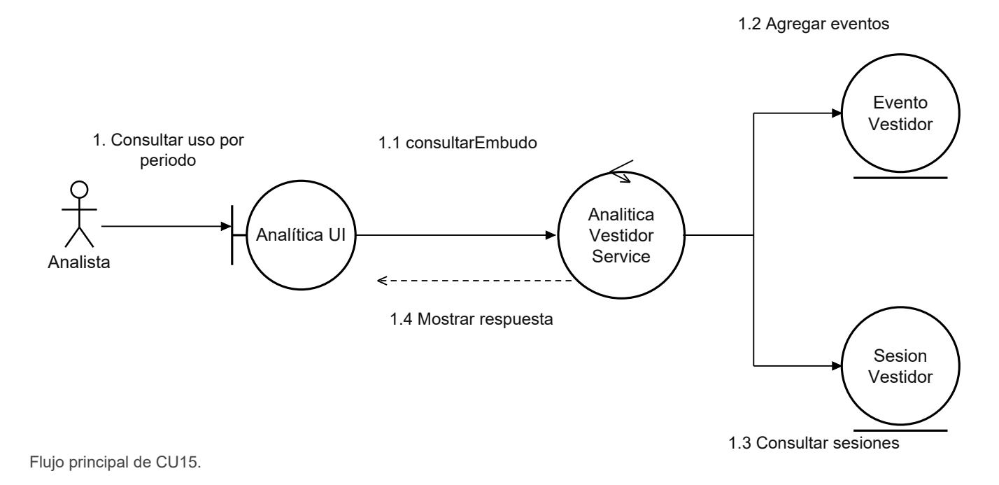 1.2 Agregar eventos
Evento
Vestidor
1. Consultar uso por
periodo
1.1 consultarEmbudo
Analista
Analítica UI
Analitica
Vestidor
Service
1.4 Mostrar respuesta
Sesion
Vestidor
1.3 Consultar sesiones
Flujo principal de CU15.